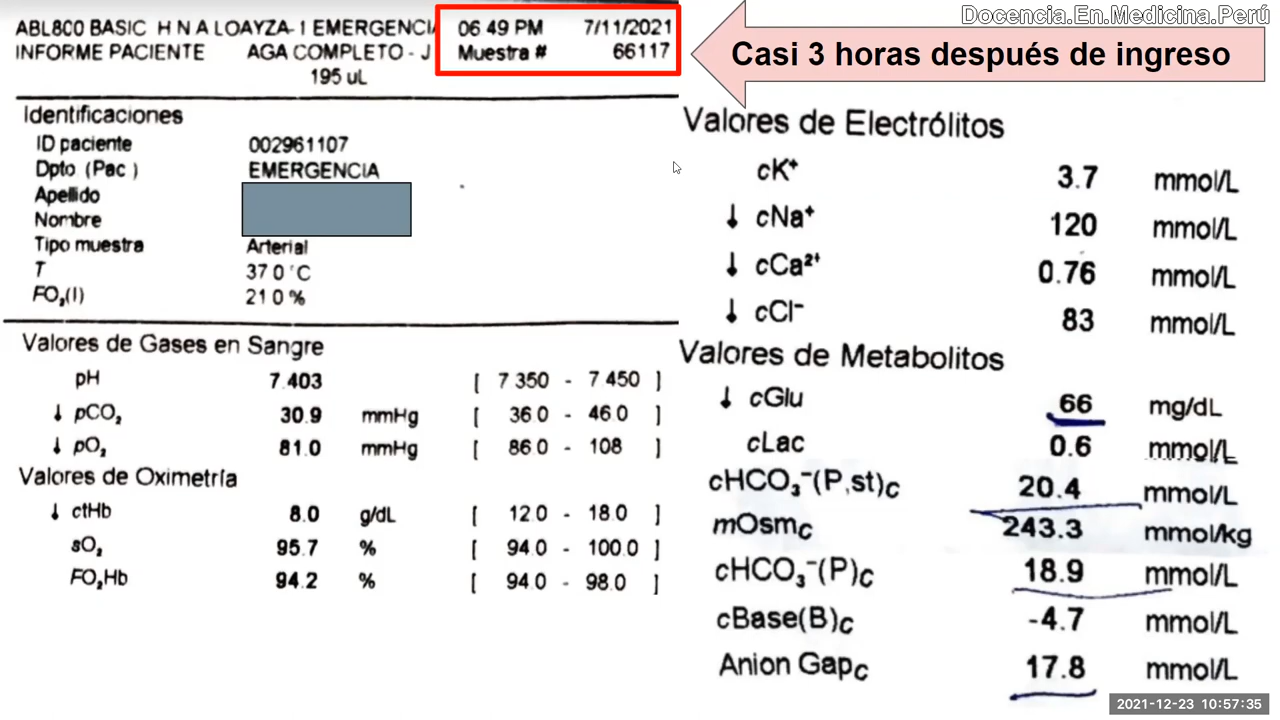 Docencia.En.Medicina.Perú
ABL800 BASIC H N A LOAYZA-1 EMERGENCIA 06 49 PM 7/11/2021
INFORME PACIENTE AGA COMPLETO - J Muestra # 66117
195 uL
Casi 3 horas después de ingreso
Identificaciones
ID paciente 002961107
Dpto (Pac ) EMERGENCIA
Apellido
Nombre
Tipo muestra Arterial
T 37 0 °C
FO₂(I) 21 0 %
Valores de Gases en Sangre
pH 7.403 [ 7 350 - 7 450 ]
↓ pCO₂ 30.9 mmHg [ 36.0 - 46.0 ]
↓ pO₂ 81.0 mmHg [ 86.0 - 108 ]
Valores de Oximetría
↓ ctHb 8.0 g/dL [ 12.0 - 18.0 ]
sO₂ 95.7 % [ 94.0 - 100.0 ]
FO₂Hb 94.2 % [ 94.0 - 98.0 ]
Valores de Electrólitos
cK⁺ 3.7 mmol/L
↓ cNa⁺ 120 mmol/L
↓ cCa²⁺ 0.76 mmol/L
↓ cCl⁻ 83 mmol/L
Valores de Metabolitos
↓ cGlu 66 mg/dL
cLac 0.6 mmol/L
cHCO₃⁻(P,st)c 20.4 mmol/L
mOsmc 243.3 mmol/kg
cHCO₃⁻(P)c 18.9 mmol/L
cBase(B)c -4.7 mmol/L
Anion Gapc 17.8 mmol/L
2021-12-23 10:57:35